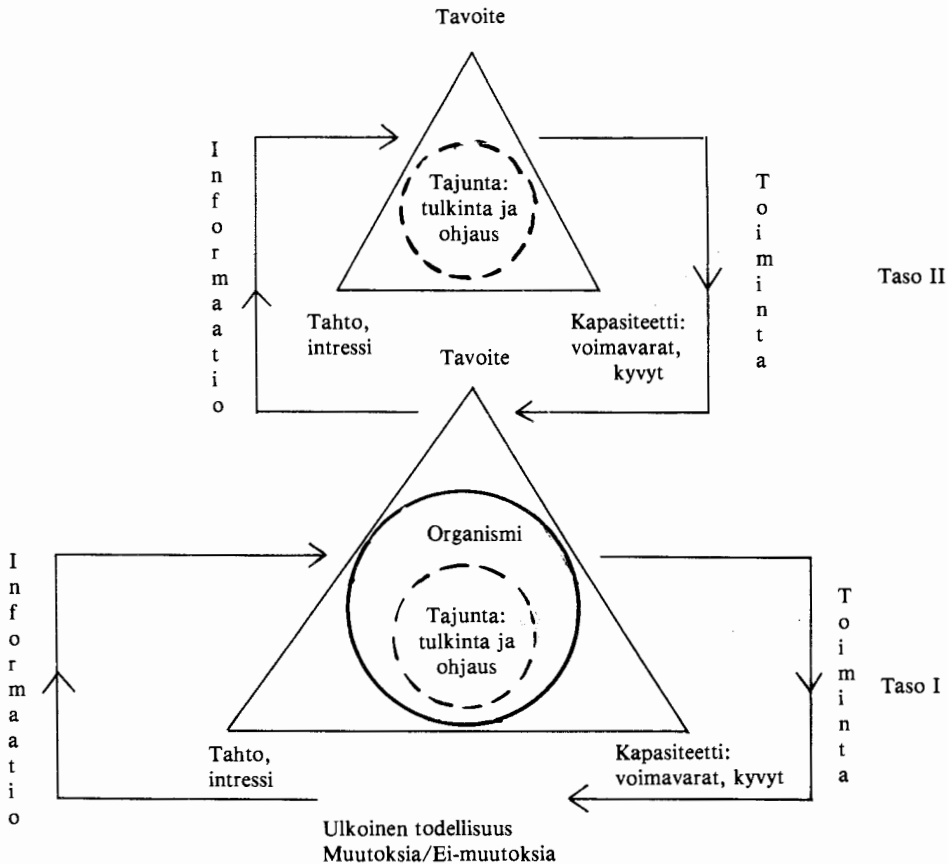 Tavoite
Informaatio
Tajunta:
tulkinta ja
ohjaus
Toiminta
Taso II
Tahto,
intressi
Kapasiteetti:
voimavarat,
kyvyt
Tavoite
Informaatio
Organismi
Tajunta:
tulkinta ja
ohjaus
Toiminta
Taso I
Tahto,
intressi
Kapasiteetti:
voimavarat, kyvyt
Ulkoinen todellisuus
Muutoksia/Ei-muutoksia